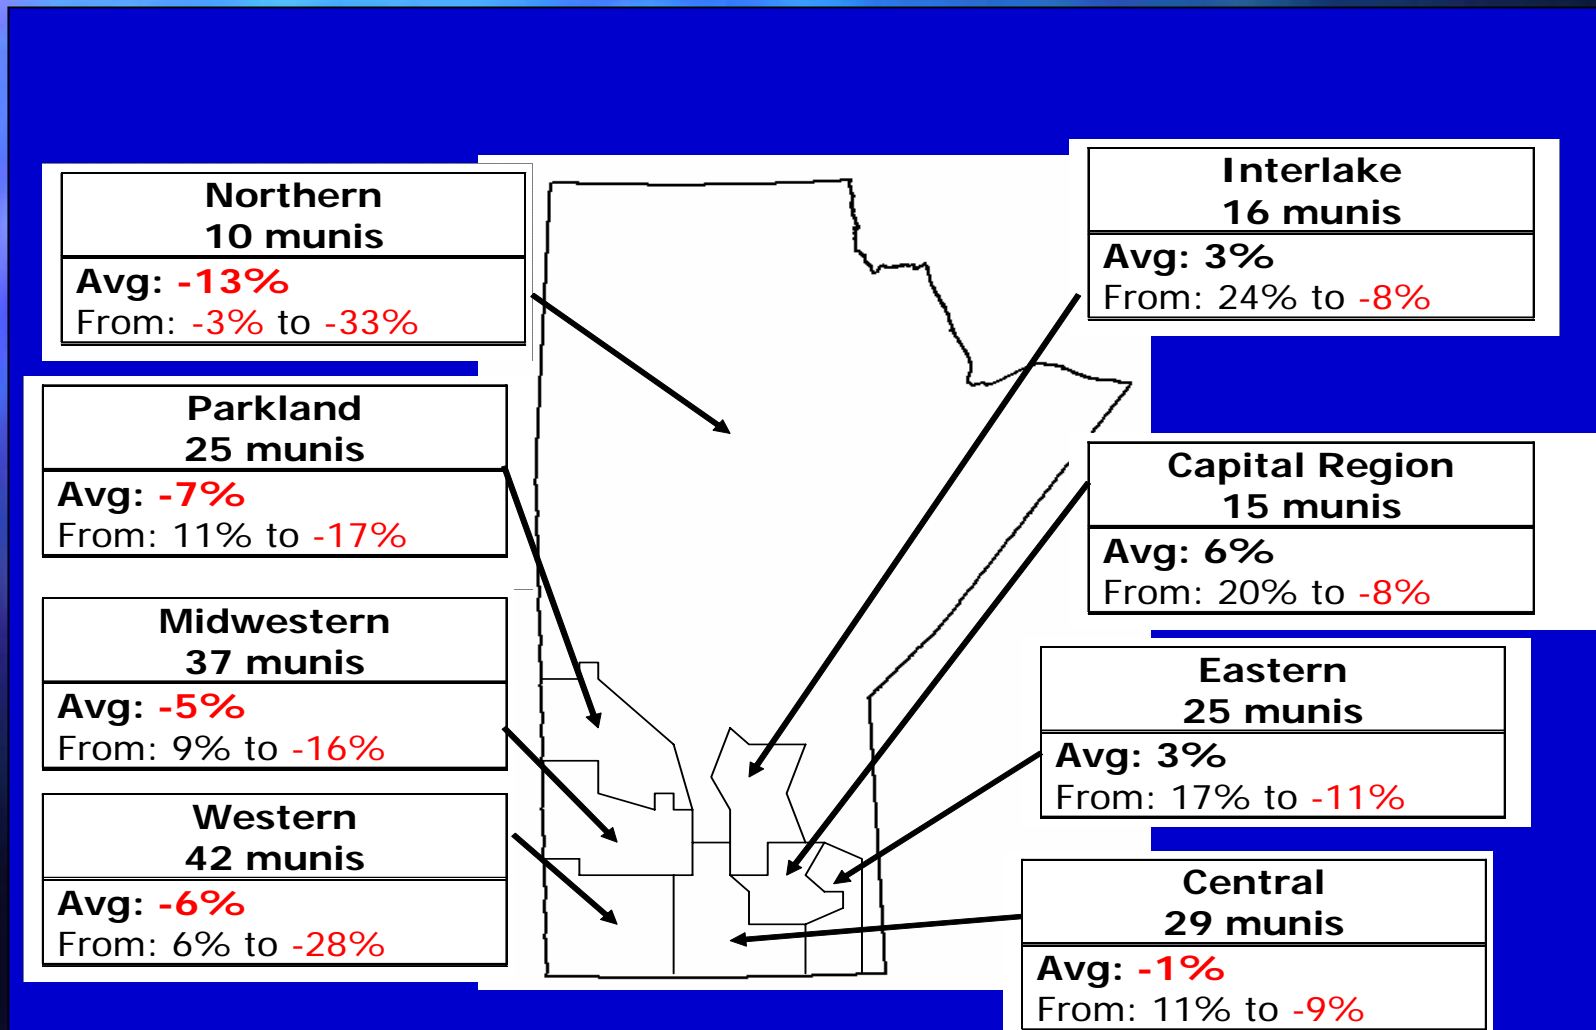 Northern
10 munis
Avg: -13%
From: -3% to -33%
Parkland
25 munis
Avg: -7%
From: 11% to -17%
Midwestern
37 munis
Avg: -5%
From: 9% to -16%
Western
42 munis
Avg: -6%
From: 6% to -28%
Interlake
16 munis
Avg: 3%
From: 24% to -8%
Capital Region
15 munis
Avg: 6%
From: 20% to -8%
Eastern
25 munis
Avg: 3%
From: 17% to -11%
Central
29 munis
Avg: -1%
From: 11% to -9%